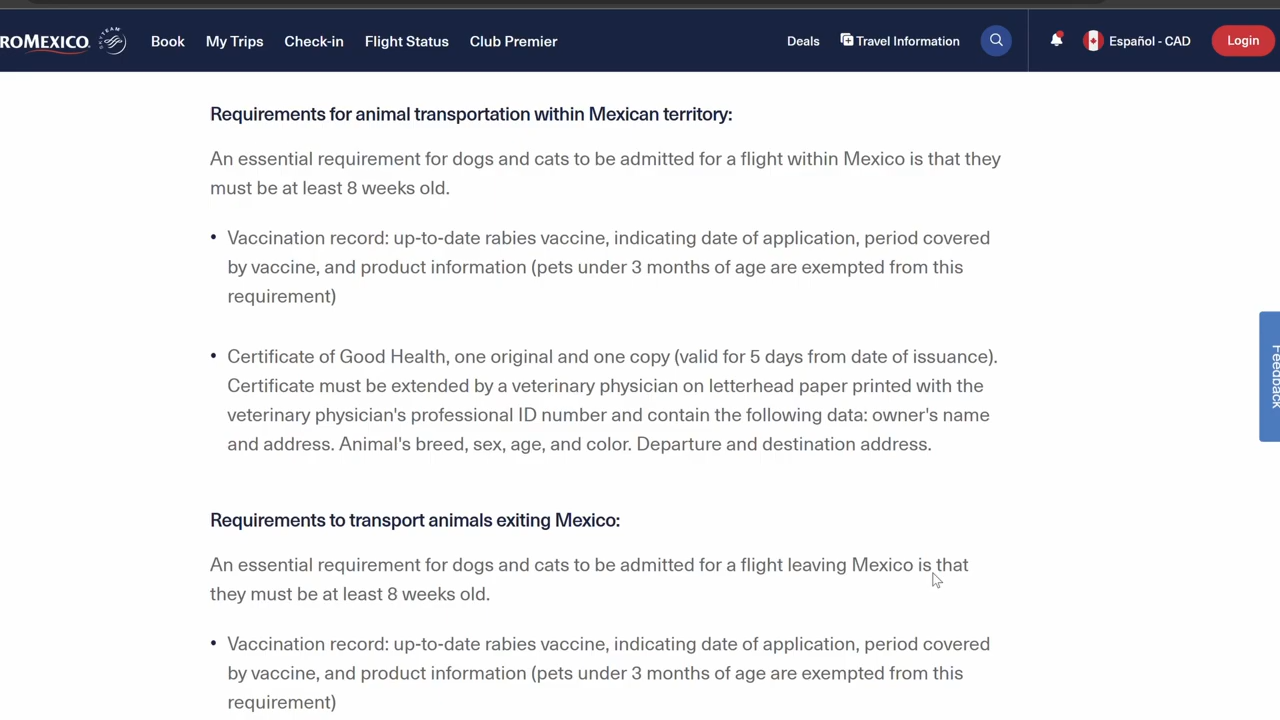 ROMEXICO. SKYTEAM Book My Trips Check-in Flight Status Club Premier Deals Travel Information Español - CAD Login
Requirements for animal transportation within Mexican territory:
An essential requirement for dogs and cats to be admitted for a flight within Mexico is that they
must be at least 8 weeks old.
• Vaccination record: up-to-date rabies vaccine, indicating date of application, period covered
by vaccine, and product information (pets under 3 months of age are exempted from this
requirement)
• Certificate of Good Health, one original and one copy (valid for 5 days from date of issuance).
Certificate must be extended by a veterinary physician on letterhead paper printed with the
veterinary physician's professional ID number and contain the following data: owner's name
and address. Animal's breed, sex, age, and color. Departure and destination address.
Feedback
Requirements to transport animals exiting Mexico:
An essential requirement for dogs and cats to be admitted for a flight leaving Mexico is that
they must be at least 8 weeks old.
• Vaccination record: up-to-date rabies vaccine, indicating date of application, period covered
by vaccine, and product information (pets under 3 months of age are exempted from this
requirement)